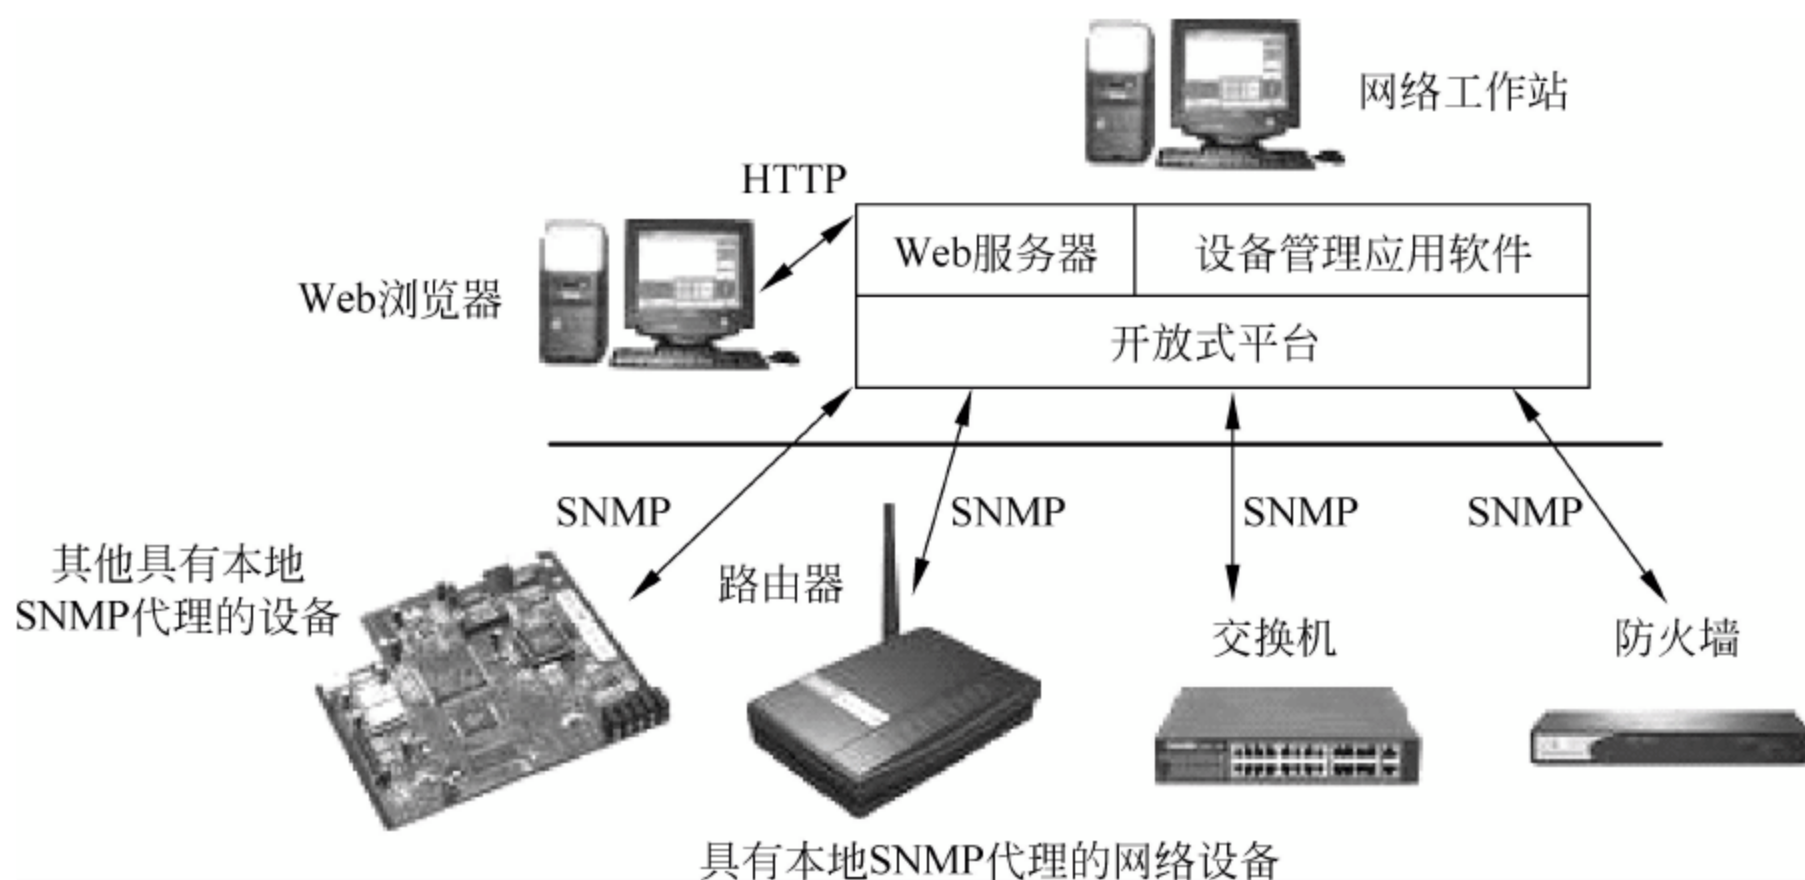 网络工作站
HTTP
Web服务器
设备管理应用软件
Web浏览器
开放式平台
SNMP
SNMP
SNMP
SNMP
其他具有本地
SNMP代理的设备
路由器
交换机
防火墙
具有本地SNMP代理的网络设备